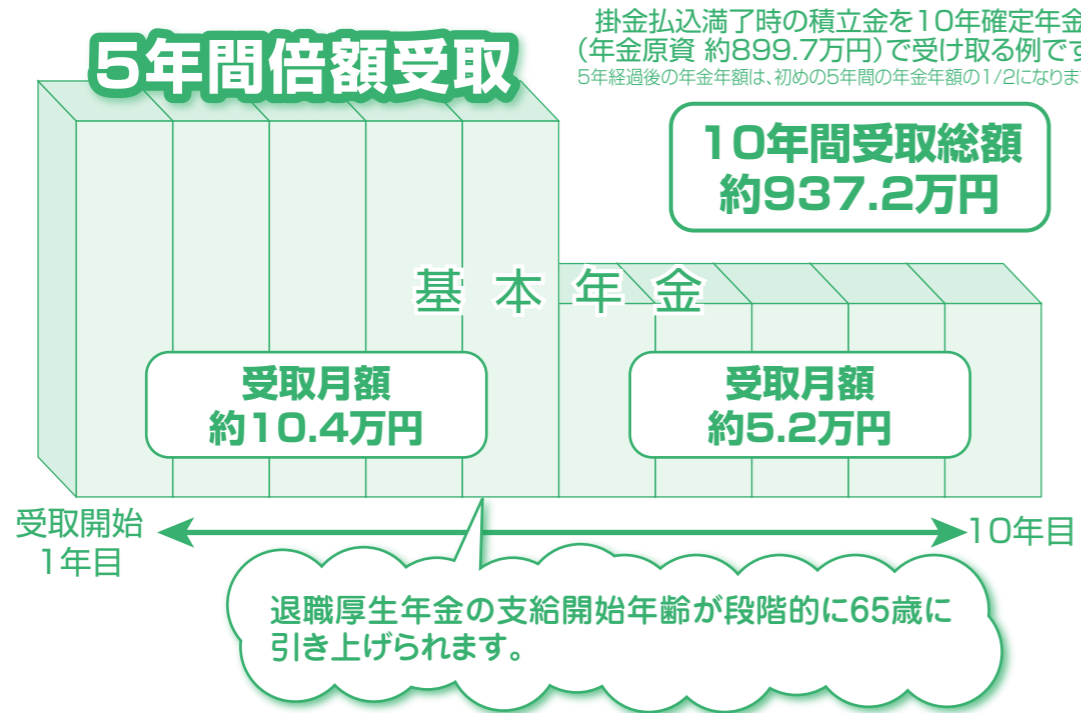 5年間倍額受取
掛金払込満了時の積立金を10年確定年金
(年金原資 約899.7万円)で受け取る例です
5年経過後の年金年額は、初めの5年間の年金年額の1/2になりま
10年間受取総額
約937.2万円
基本年金
受取月額
約10.4万円
受取月額
約5.2万円
受取開始
1年目
10年目
退職厚生年金の支給開始年齢が段階的に65歳に
引き上げられます。